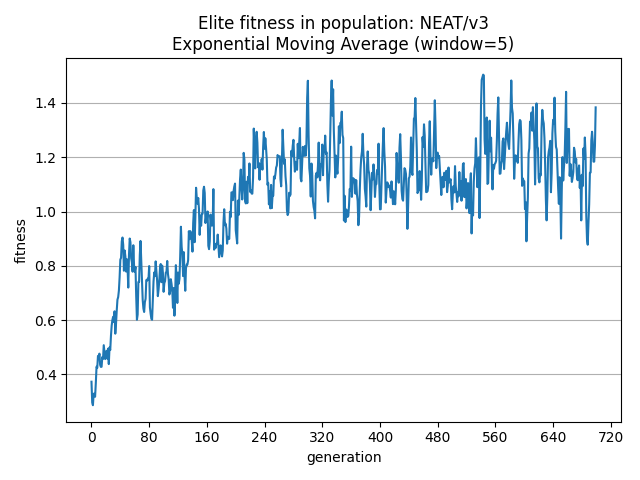 Elite fitness in population: NEAT/v3
Exponential Moving Average (window=5)
fitness
1.4
1.2
1.0
0.8
0.6
0.4
0 80 160 240 320 400 480 560 640 720
generation